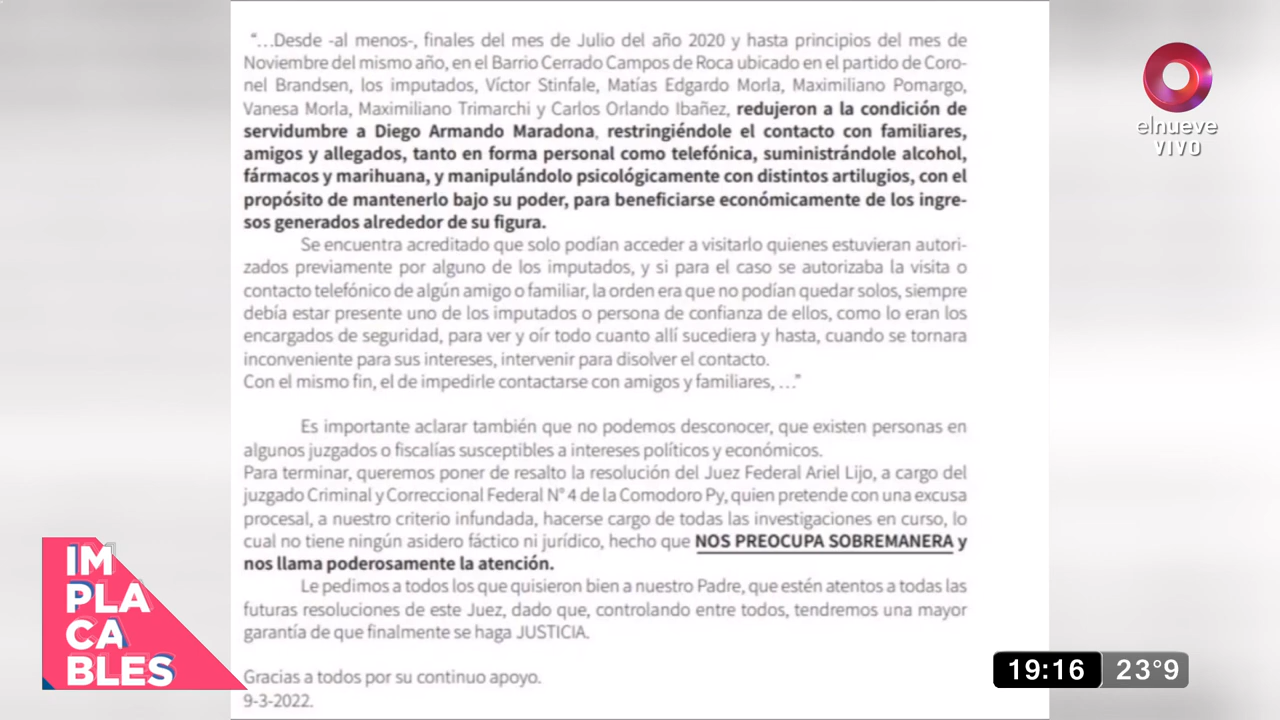 “...Desde -al menos-, finales del mes de Julio del año 2020 y hasta principios del mes de
Noviembre del mismo año, en el Barrio Cerrado Campos de Roca ubicado en el partido de Coro-
nel Brandsen, los imputados, Víctor Stinfale, Matías Edgardo Morla, Maximiliano Pomargo,
Vanesa Morla, Maximiliano Trimarchi y Carlos Orlando Ibañez, redujeron a la condición de
servidumbre a Diego Armando Maradona, restringiéndole el contacto con familiares,
amigos y allegados, tanto en forma personal como telefónica, suministrándole alcohol,
fármacos y marihuana, y manipulándolo psicológicamente con distintos artilugios, con el
propósito de mantenerlo bajo su poder, para beneficiarse económicamente de los ingre-
sos generados alrededor de su figura.
Se encuentra acreditado que solo podían acceder a visitarlo quienes estuvieran autori-
zados previamente por alguno de los imputados, y si para el caso se autorizaba la visita o
contacto telefónico de algún amigo o familiar, la orden era que no podían quedar solos, siempre
debía estar presente uno de los imputados o persona de confianza de ellos, como lo eran los
encargados de seguridad, para ver y oír todo cuanto allí sucediera y hasta, cuando se tornara
inconveniente para sus intereses, intervenir para disolver el contacto.
Con el mismo fin, el de impedirle contactarse con amigos y familiares, ...”
Es importante aclarar también que no podemos desconocer, que existen personas en
algunos juzgados o fiscalías susceptibles a intereses políticos y económicos.
Para terminar, queremos poner de resalto la resolución del Juez Federal Ariel Lijo, a cargo del
juzgado Criminal y Correccional Federal N° 4 de la Comodoro Py, quien pretende con una excusa
procesal, a nuestro criterio infundada, hacerse cargo de todas las investigaciones en curso, lo
cual no tiene ningún asidero fáctico ni jurídico, hecho que NOS PREOCUPA SOBREMANERA y
nos llama poderosamente la atención.
Le pedimos a todos los que quisieron bien a nuestro Padre, que estén atentos a todas las
futuras resoluciones de este Juez, dado que, controlando entre todos, tendremos una mayor
garantía de que finalmente se haga JUSTICIA.
Gracias a todos por su continuo apoyo.
9-3-2022.
elnueve
VIVO
IM
PLA
CA
BLES
19:16 23°9